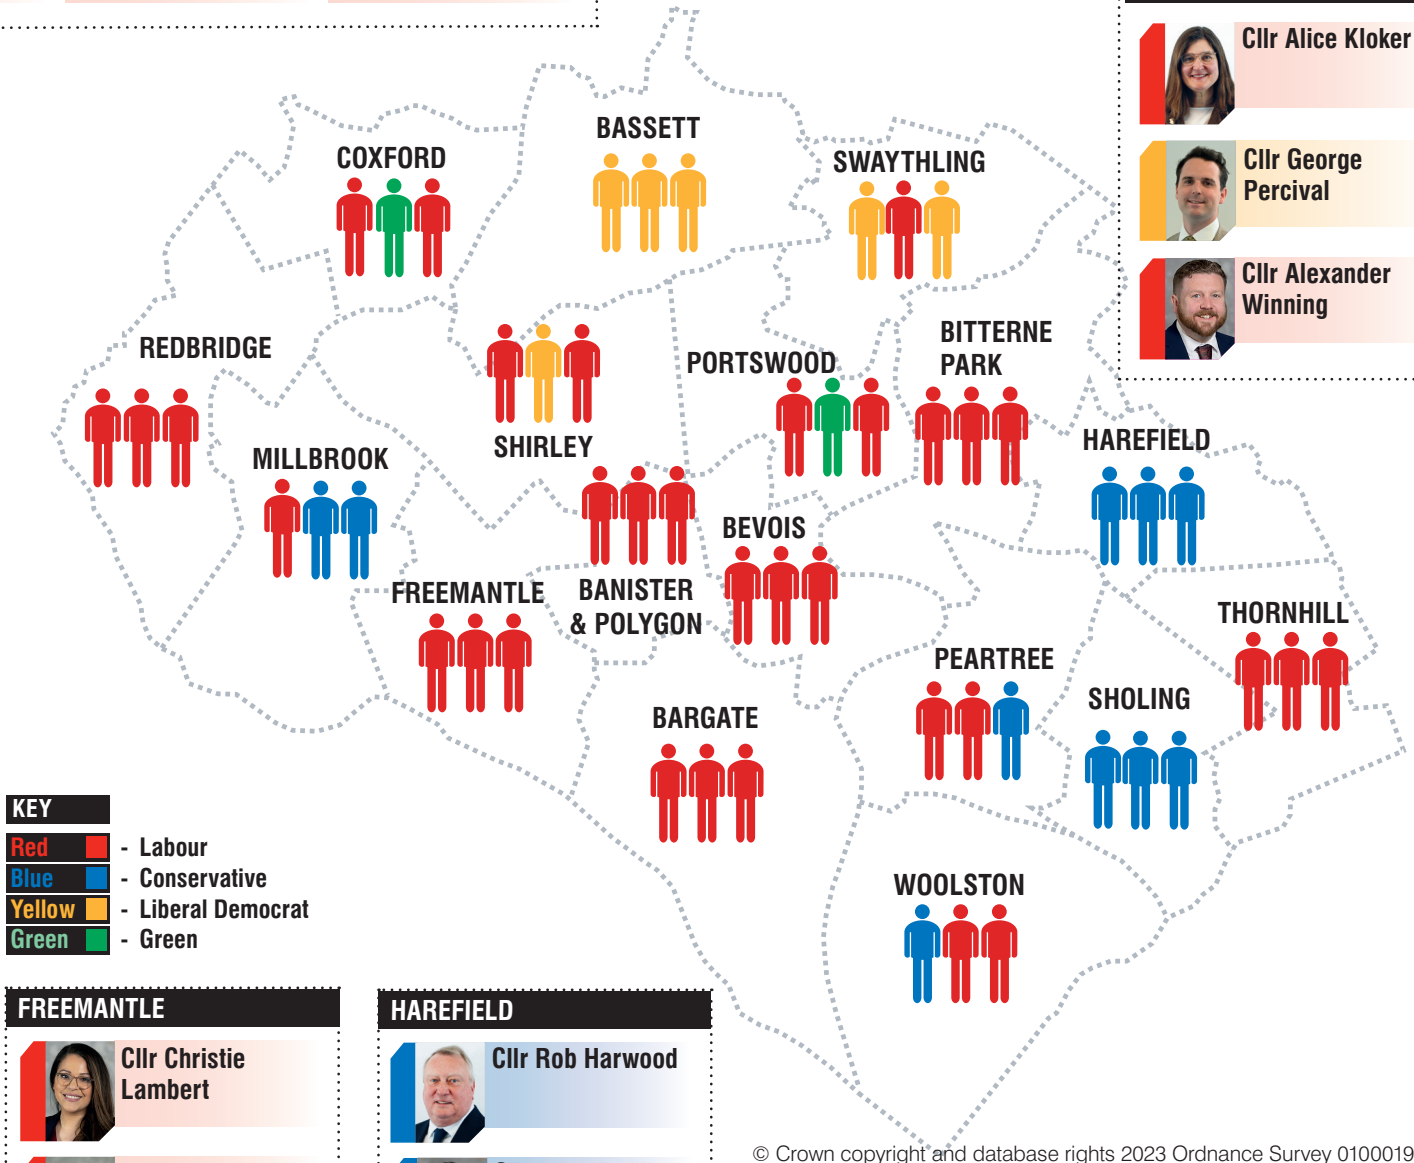 Cllr Alice Kloker
Cllr George
Percival
Cllr Alexander
Winning
BASSETT
COXFORD
SWAYTHLING
REDBRIDGE
BITTERNE
PARK
PORTSWOOD
SHIRLEY
MILLBROOK
HAREFIELD
BEVOIS
FREEMANTLE
BANISTER
& POLYGON
THORNHILL
PEARTREE
SHOLING
BARGATE
WOOLSTON
KEY
Red - Labour
Blue - Conservative
Yellow - Liberal Democrat
Green - Green
FREEMANTLE
Cllr Christie
Lambert
HAREFIELD
Cllr Rob Harwood
© Crown copyright and database rights 2023 Ordnance Survey 0100019